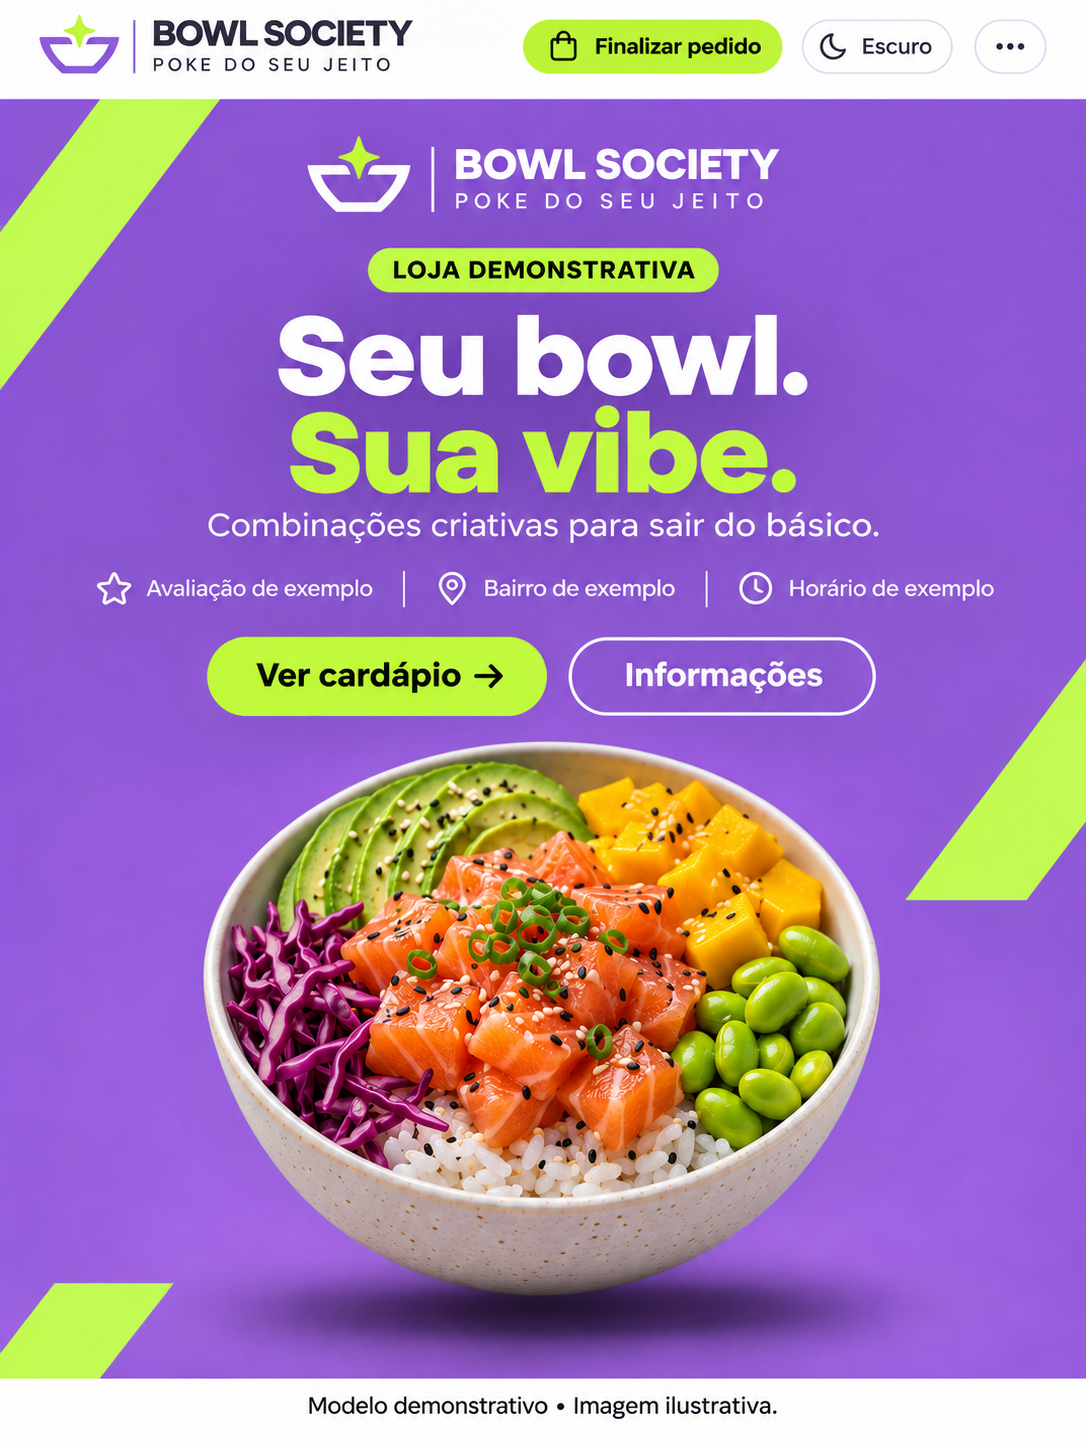 BOWL SOCIETY
POKE DO SEU JEITO
Finalizar pedido
Escuro
BOWL SOCIETY
POKE DO SEU JEITO
LOJA DEMONSTRATIVA
Seu bowl.
Sua vibe.
Combinações criativas para sair do básico.
Avaliação de exemplo
Bairro de exemplo
Horário de exemplo
Ver cardápio →
Informações
Modelo demonstrativo • Imagem ilustrativa.